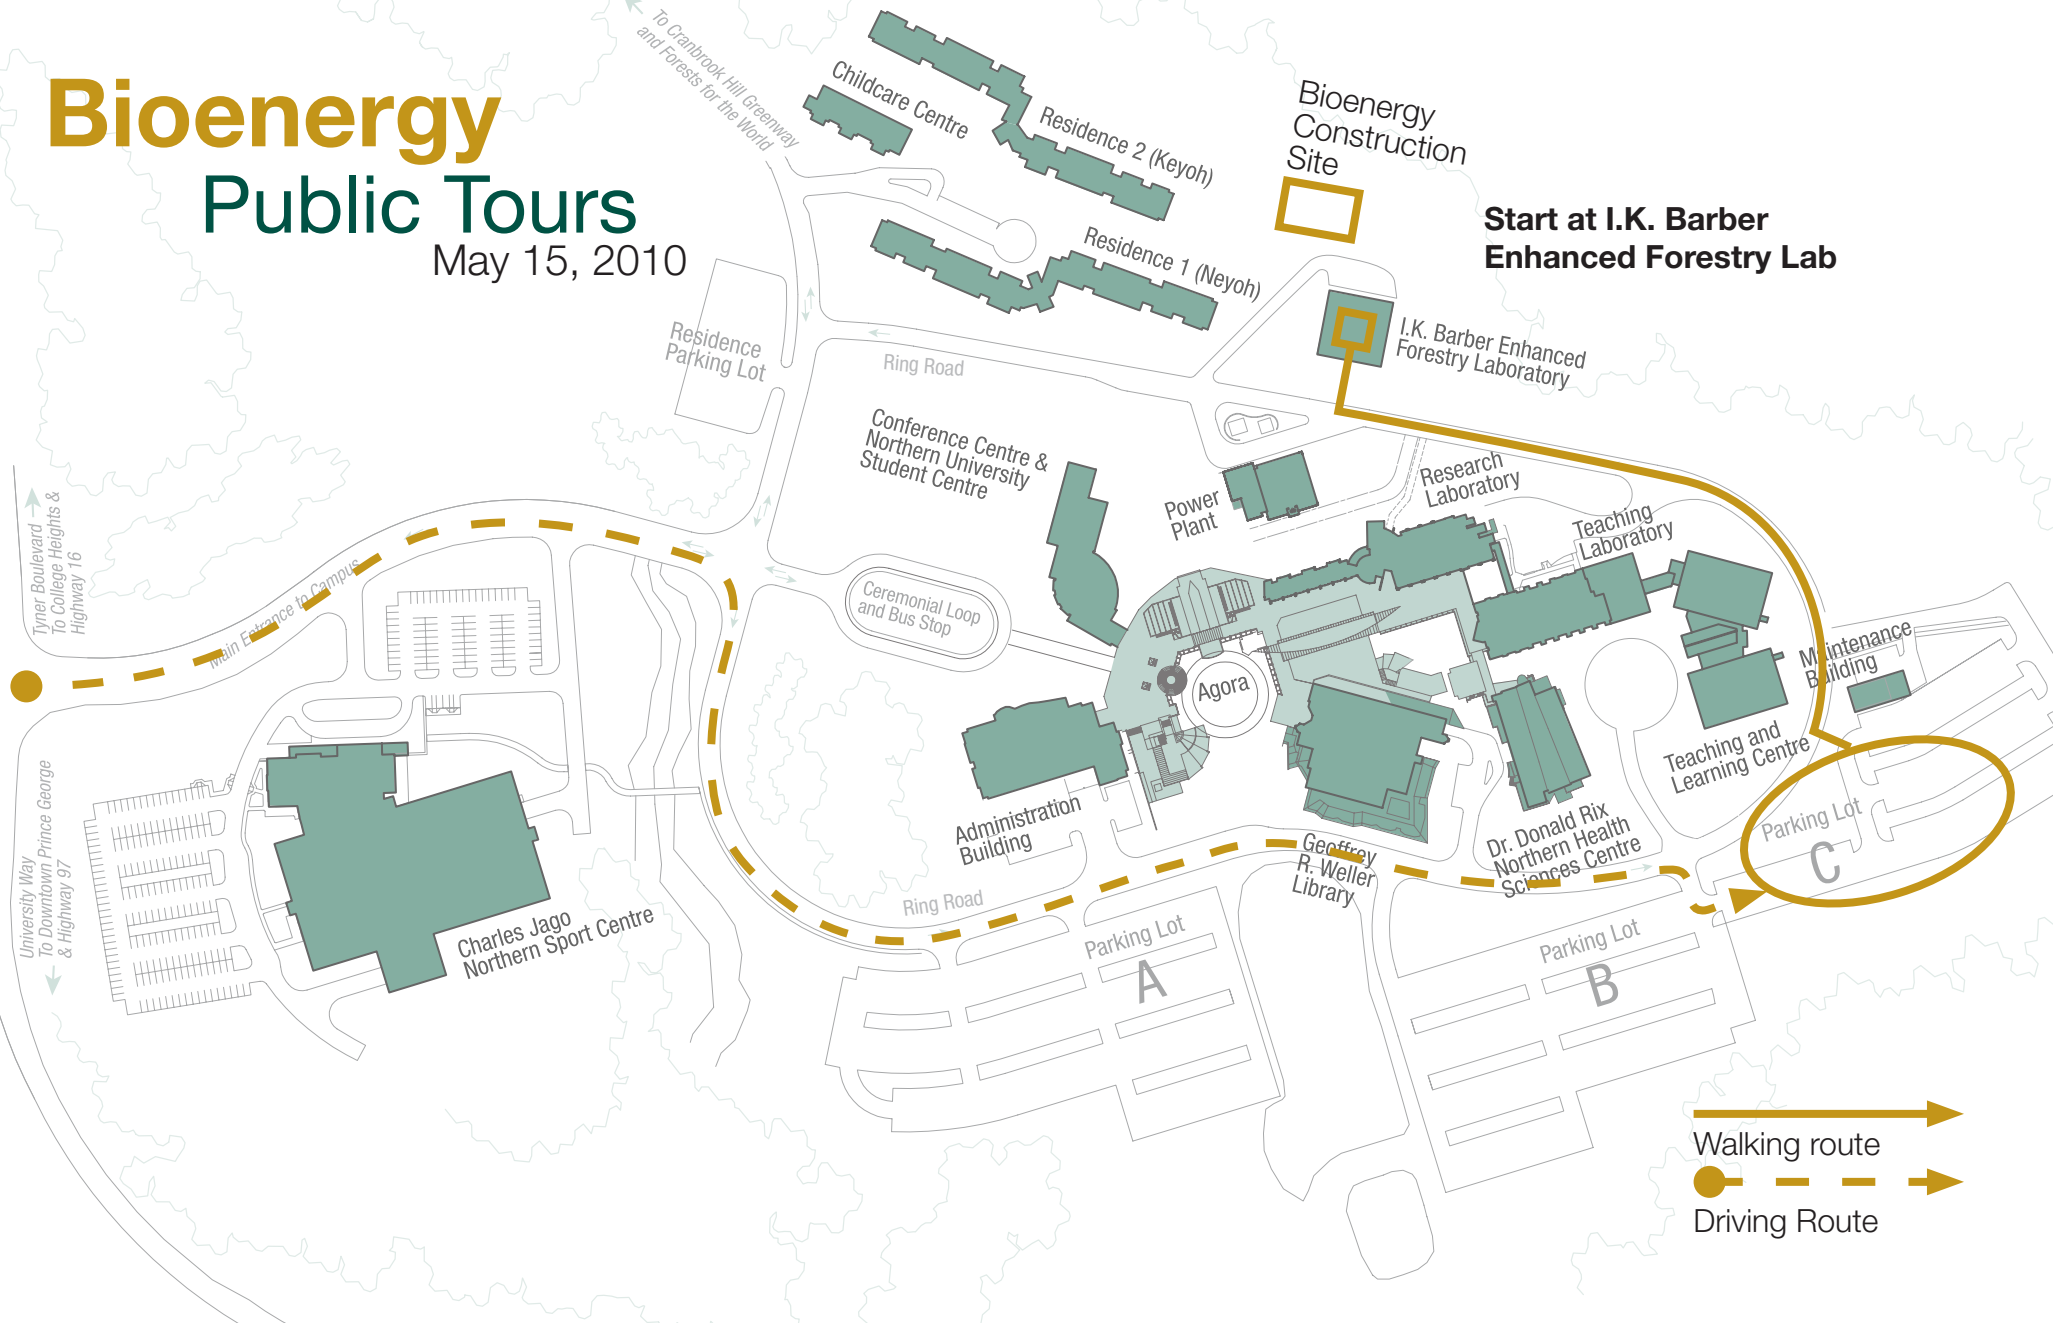 Bioenergy
Public Tours
May 15, 2010
To Cranbrook Hill Greenway
and Forests for the World
Childcare Centre
Residence 2 (Keyoh)
Residence 1 (Neyoh)
Bioenergy
Construction
Site
Start at I.K. Barber
Enhanced Forestry Lab
I.K. Barber Enhanced
Forestry Laboratory
Residence
Parking Lot
Ring Road
Conference Centre &
Northern University
Student Centre
Power
Plant
Research
Laboratory
Teaching
Laboratory
Tyner Boulevard
To College Heights &
Highway 16
Main Entrance to Campus
Ceremonial Loop
and Bus Stop
Agora
Maintenance
Building
Teaching and
Learning Centre
Parking Lot
C
Administration
Building
Geoffrey
R. Weller
Library
Dr. Donald Rix
Northern Health
Sciences Centre
University Way
To Downtown Prince George
& Highway 97
Charles Jago
Northern Sport Centre
Ring Road
Parking Lot
A
Parking Lot
B
Walking route
Driving Route